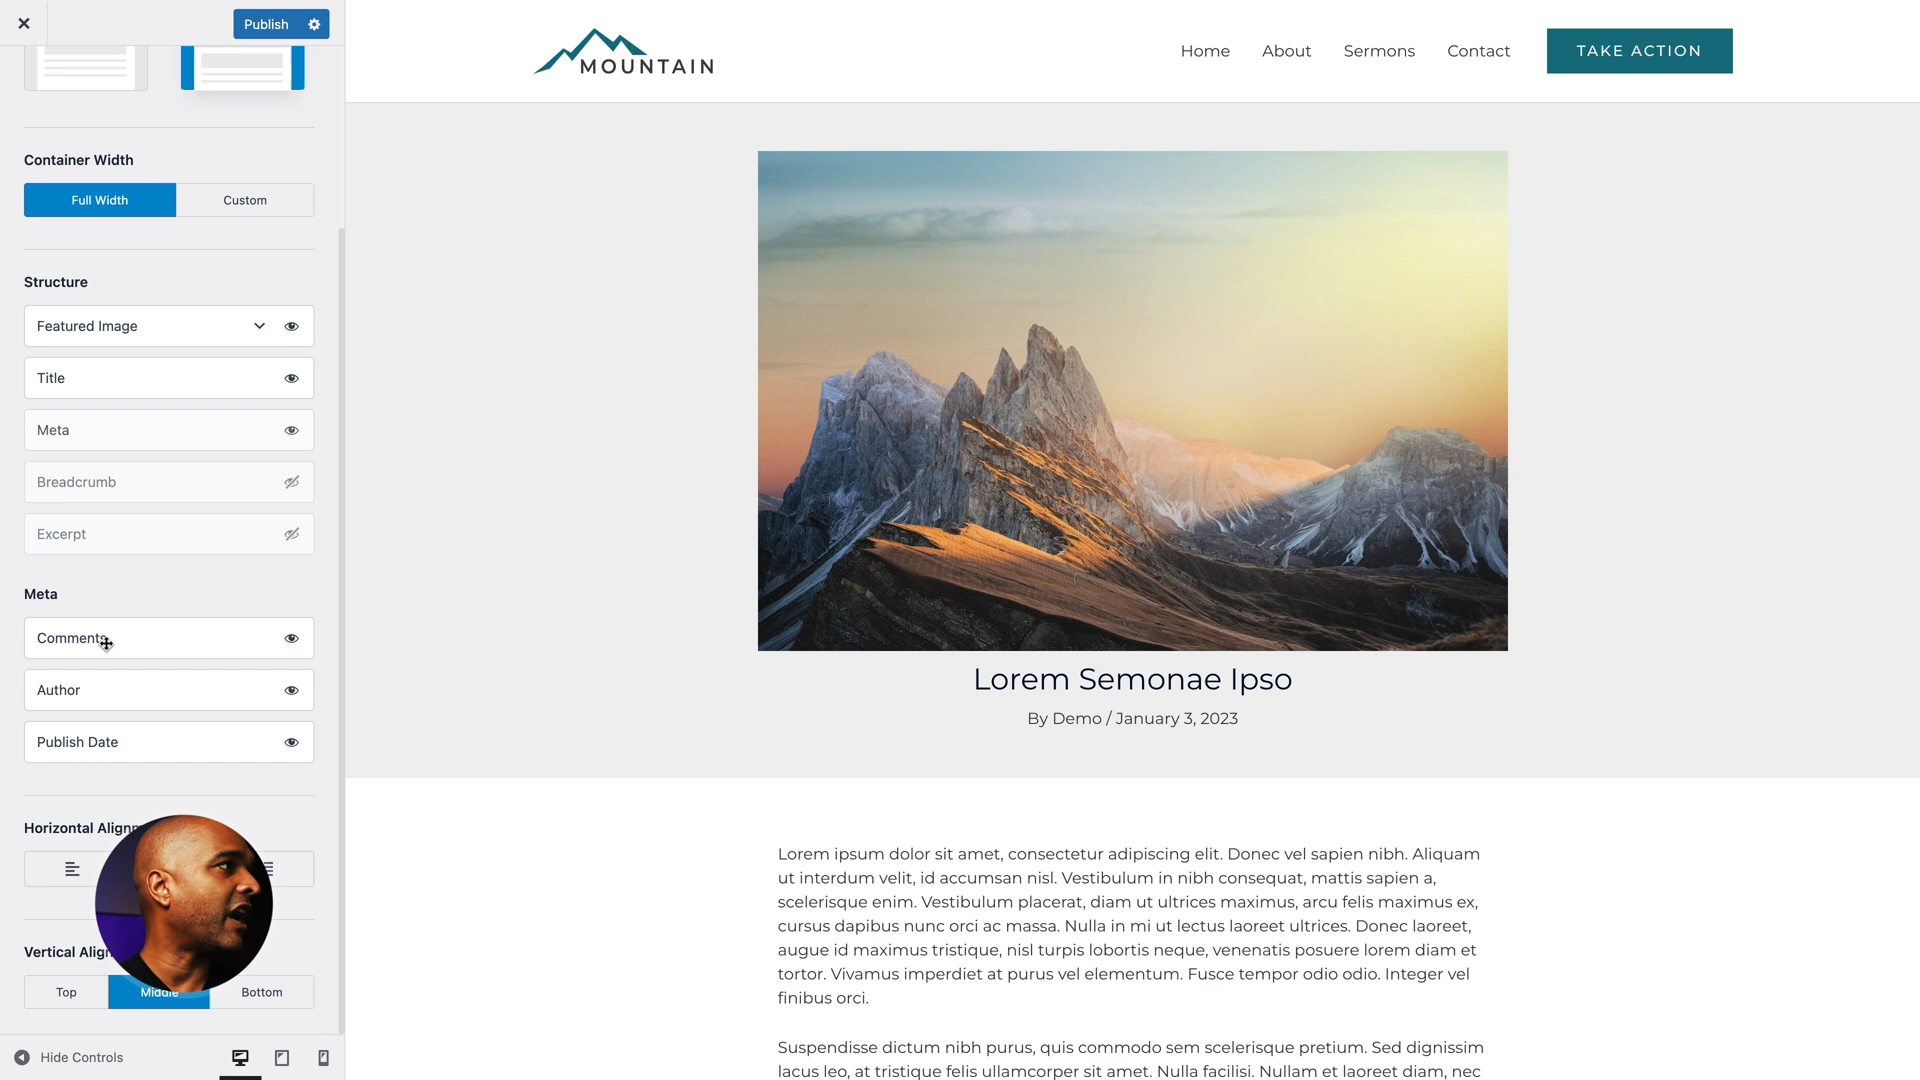 Publish
MOUNTAIN
Home
About
Sermons
Contact
TAKE ACTION
Container Width
Full Width
Custom
Structure
Featured Image
Title
Meta
Breadcrumb
Excerpt
Meta
Comments
Author
Publish Date
Horizontal Alignm
Vertical Alig
Top
Middle
Bottom
Hide Controls
Lorem Semonae Ipso
By Demo / January 3, 2023
Lorem ipsum dolor sit amet, consectetur adipiscing elit. Donec vel sapien nibh. Aliquam
ut interdum velit, id accumsan nisl. Vestibulum in nibh consequat, mattis sapien a,
scelerisque enim. Vestibulum placerat, diam ut ultrices maximus, arcu felis maximus ex,
cursus dapibus nunc orci ac massa. Nulla in mi ut lectus laoreet ultrices. Donec laoreet,
augue id maximus tristique, nisl turpis lobortis neque, venenatis posuere lorem diam et
tortor. Vivamus imperdiet at purus vel elementum. Fusce tempor odio odio. Integer vel
finibus orci.
Suspendisse dictum nibh purus, quis commodo sem scelerisque pretium. Sed dignissim
lacus leo, at tristique felis ullamcorper sit amet. Nulla facilisi. Nullam et laoreet diam, nec